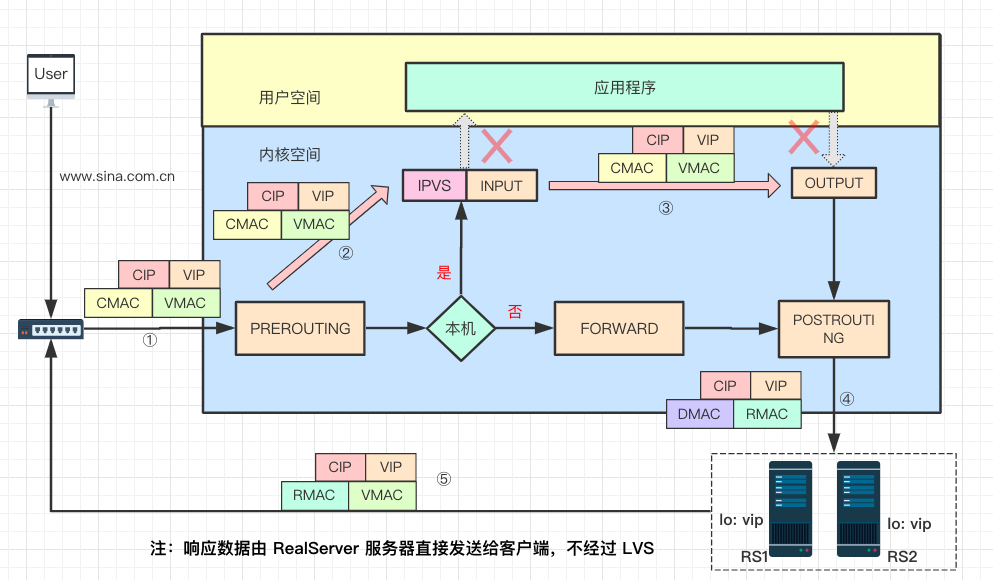 User
用户空间
应用程序
内核空间
www.sina.com.cn
CIP VIP
CMAC VMAC
②
IPVS INPUT
CIP VIP
CMAC VMAC
③
OUTPUT
是
CIP VIP
CMAC VMAC
①
PREROUTING
本机
否
FORWARD
POSTROUTI
NG
CIP VIP
DMAC RMAC
④
CIP VIP
RMAC VMAC
⑤
lo: vip
RS1
lo: vip
RS2
注：响应数据由 RealServer 服务器直接发送给客户端，不经过 LVS